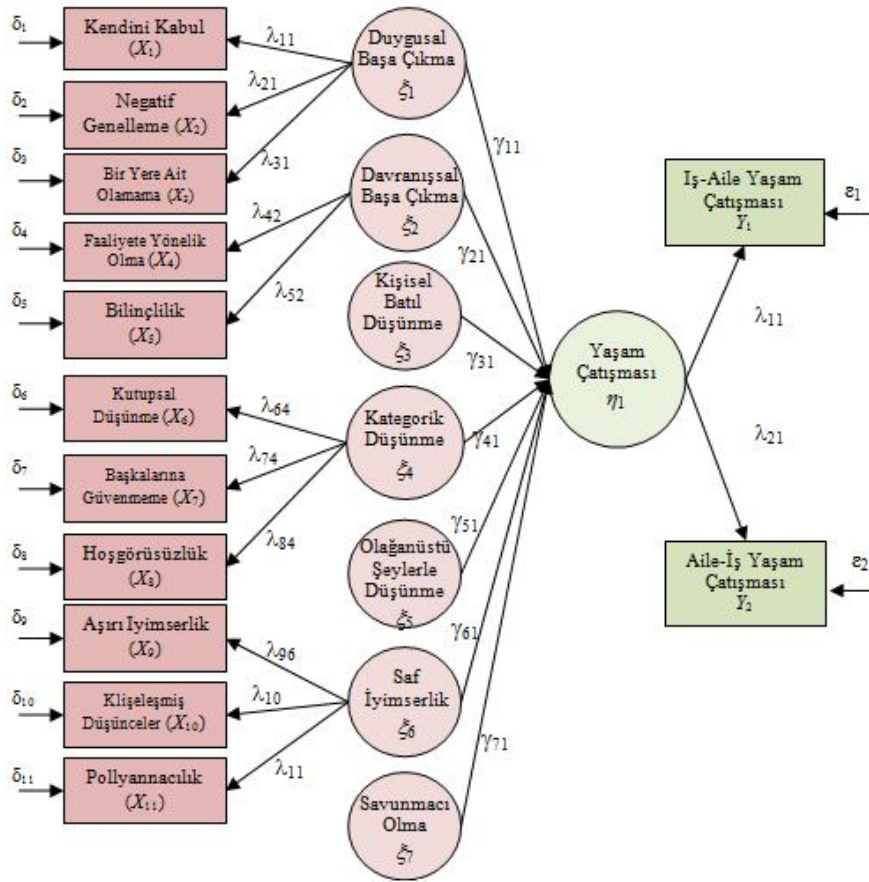 δ₁
Kendini Kabul
(X₁)
δ₂
Negatif
Genelleme (X₂)
δ₃
Bir Yere Ait
Olamama (X₃)
δ₄
Faaliyete Yönelik
Olma (X₄)
δ₅
Bilinçlilik
(X₅)
δ₆
Kutupsal
Düşünme (X₆)
δ₇
Başkalarına
Güvenmeme (X₇)
δ₈
Hoşgörüsüzlük
(X₈)
δ₉
Aşırı Iyimserlik
(X₉)
δ₁₀
Klişeleşmiş
Düşünceler (X₁₀)
δ₁₁
Pollyannacılık
(X₁₁)
λ₁₁
λ₂₁
λ₃₁
λ₄₂
λ₅₂
λ₆₄
λ₇₄
λ₈₄
λ₉₆
λ₁₀
λ₁₁
Duygusal
Başa Çıkma
ξ₁
Davranışsal
Başa Çıkma
ξ₂
Kişisel
Batıl
Düşünme
ξ₃
Kategorik
Düşünme
ξ₄
Olağanüstü
Şeylerle
Düşünme
ξ₅
Saf
İyimserlik
ξ₆
Savunmacı
Olma
ξ₇
γ₁₁
γ₂₁
γ₃₁
γ₄₁
γ₅₁
γ₆₁
γ₇₁
Yaşam
Çatışması
η₁
λ₁₁
λ₂₁
Iş-Aile Yaşam
Çatışması
Y₁
ε₁
Aile-İş Yaşam
Çatışması
Y₂
ε₂